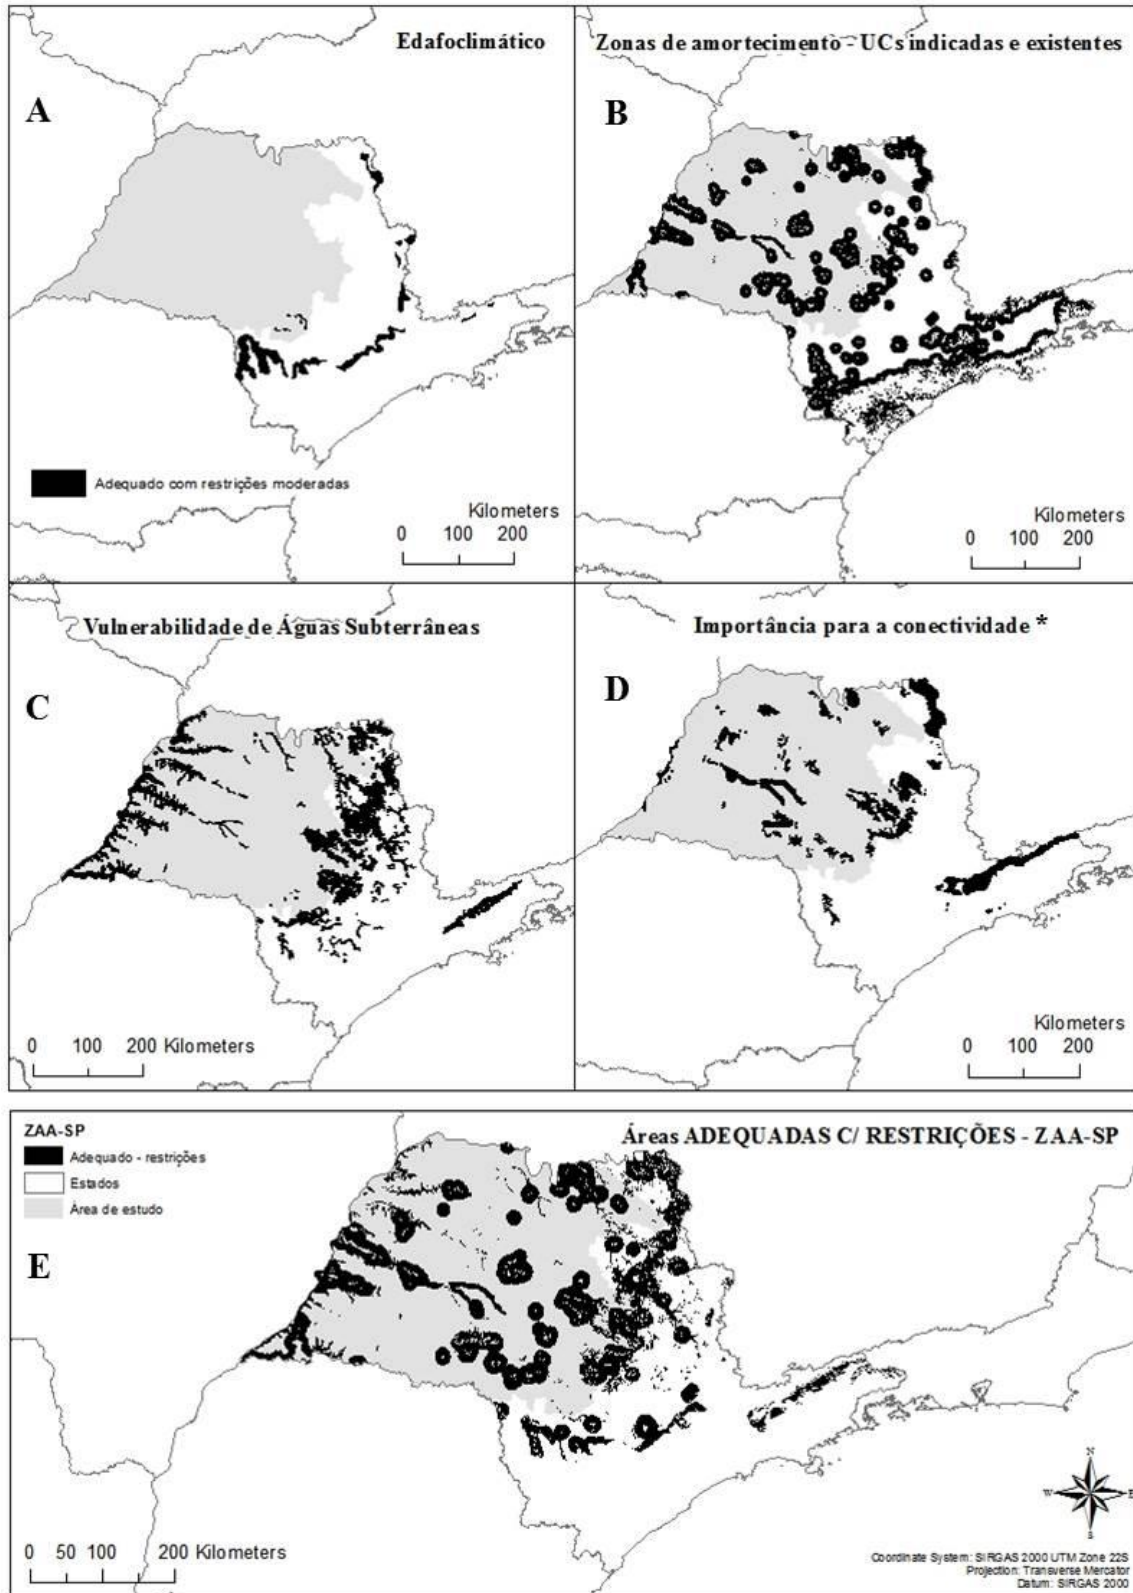 Edafoclimático
A
Adequado com restrições moderadas
Kilometers
0 100 200
Zonas de amortecimento - UCs indicadas e existentes
B
Kilometers
0 100 200
Vulnerabilidade de Águas Subterrâneas
C
0 100 200 Kilometers
Importância para a conectividade *
D
Kilometers
0 100 200
ZAA-SP
Adequado - restrições
Estados
Área de estudo
Áreas ADEQUADAS C/ RESTRIÇÕES - ZAA-SP
E
0 50 100 200 Kilometers
N
W E
S
Coordinate System: SIRGAS 2000 UTM Zone 22S
Projection: Transverse Mercator
Datum: SIRGAS 2000